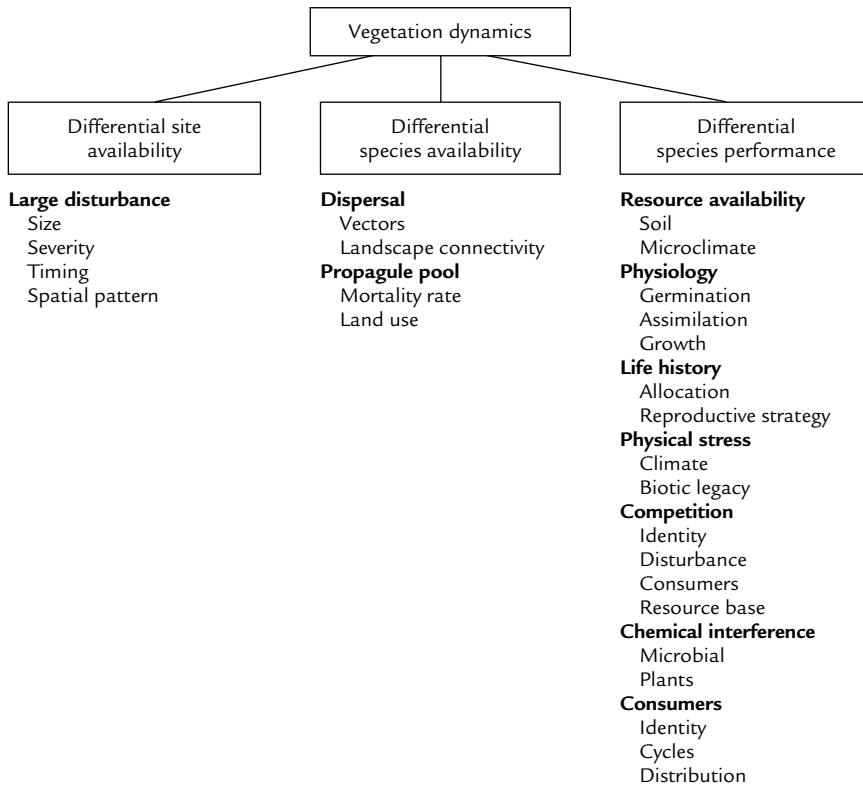 Vegetation dynamics
Differential site
availability
Differential
species availability
Differential
species performance
Large disturbance
Size
Severity
Timing
Spatial pattern
Dispersal
Vectors
Landscape connectivity
Propagule pool
Mortality rate
Land use
Resource availability
Soil
Microclimate
Physiology
Germination
Assimilation
Growth
Life history
Allocation
Reproductive strategy
Physical stress
Climate
Biotic legacy
Competition
Identity
Disturbance
Consumers
Resource base
Chemical interference
Microbial
Plants
Consumers
Identity
Cycles
Distribution